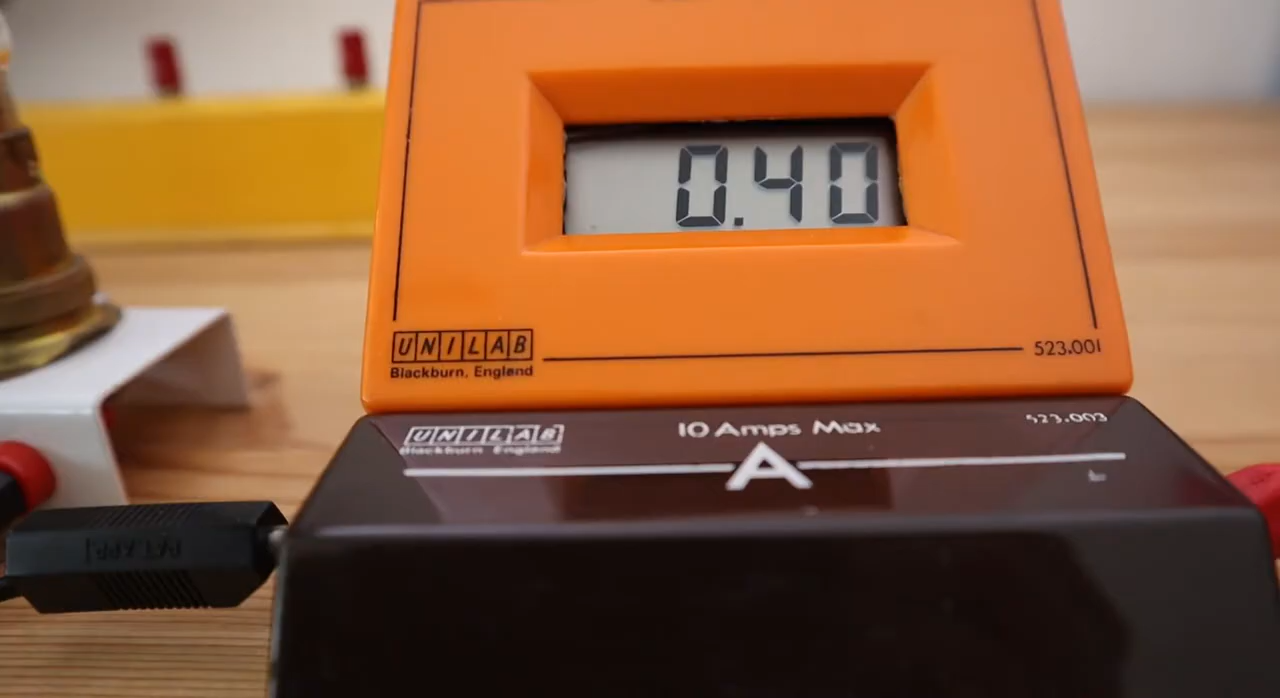 0.40
UNILAB
Blackburn, England
523.001
UNILAB
Blackburn England
10 Amps Max
523.003
A